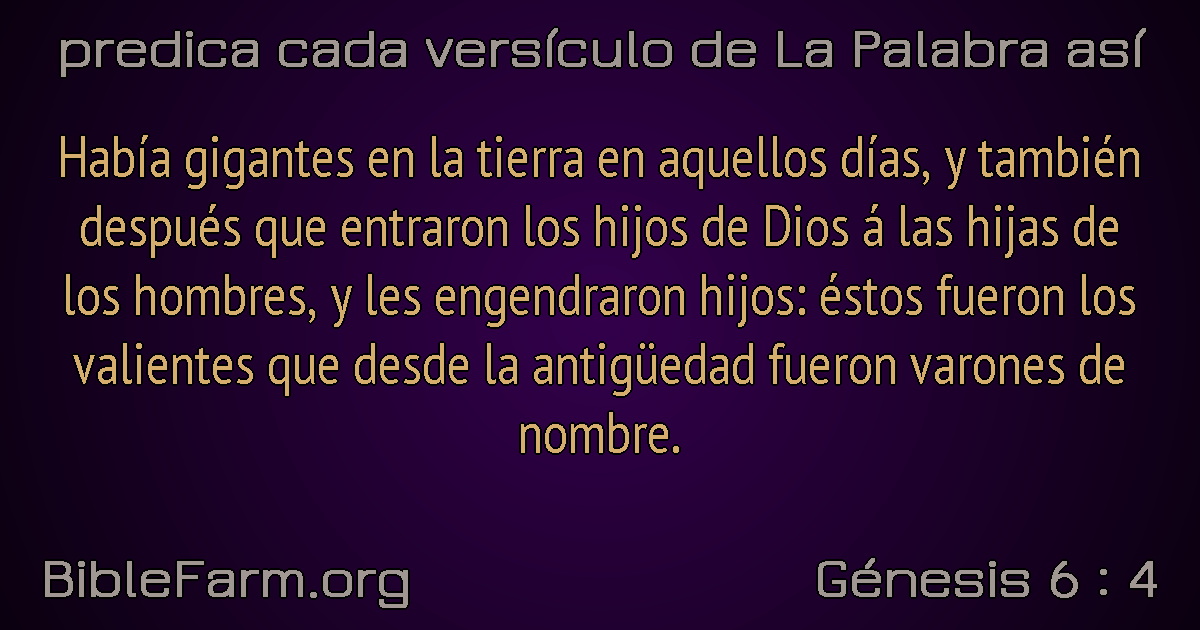 predica cada versículo de La Palabra así
Había gigantes en la tierra en aquellos días, y también
después que entraron los hijos de Dios á las hijas de
los hombres, y les engendraron hijos: éstos fueron los
valientes que desde la antigüedad fueron varones de
nombre.
BibleFarm.org
Génesis 6 : 4